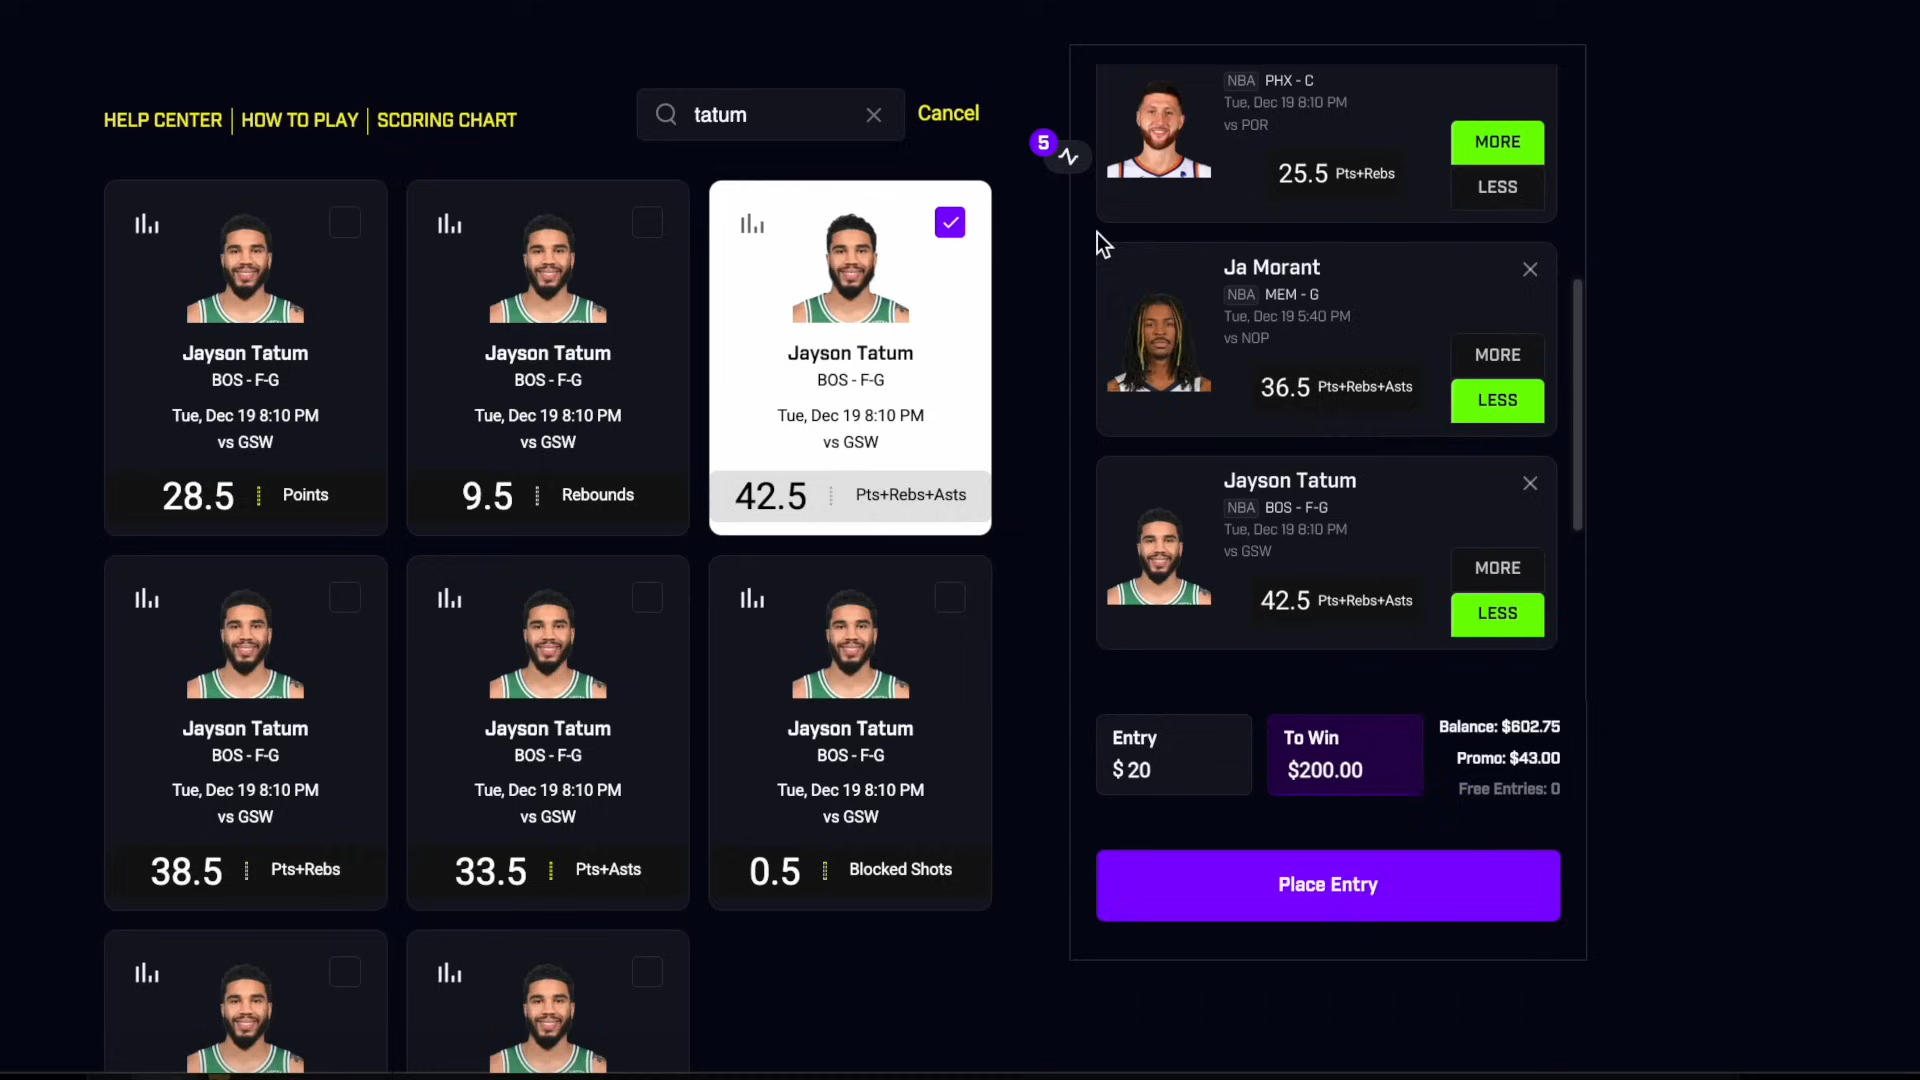 HELP CENTER
HOW TO PLAY
SCORING CHART
tatum
Cancel
Jayson Tatum
BOS - F-G
Tue, Dec 19 8:10 PM
vs GSW
28.5
Points
Jayson Tatum
BOS - F-G
Tue, Dec 19 8:10 PM
vs GSW
9.5
Rebounds
Jayson Tatum
BOS - F-G
Tue, Dec 19 8:10 PM
vs GSW
42.5
Pts+Rebs+Asts
Jayson Tatum
BOS - F-G
Tue, Dec 19 8:10 PM
vs GSW
38.5
Pts+Rebs
Jayson Tatum
BOS - F-G
Tue, Dec 19 8:10 PM
vs GSW
33.5
Pts+Asts
Jayson Tatum
BOS - F-G
Tue, Dec 19 8:10 PM
vs GSW
0.5
Blocked Shots
5
NBA PHX - C
Tue, Dec 19 8:10 PM
vs POR
25.5 Pts+Rebs
MORE
LESS
Ja Morant
NBA MEM - G
Tue, Dec 19 5:40 PM
vs NOP
36.5 Pts+Rebs+Asts
MORE
LESS
Jayson Tatum
NBA BOS - F-G
Tue, Dec 19 8:10 PM
vs GSW
42.5 Pts+Rebs+Asts
MORE
LESS
Entry
$ 20
To Win
$200.00
Balance: $602.75
Promo: $43.00
Free Entries: 0
Place Entry